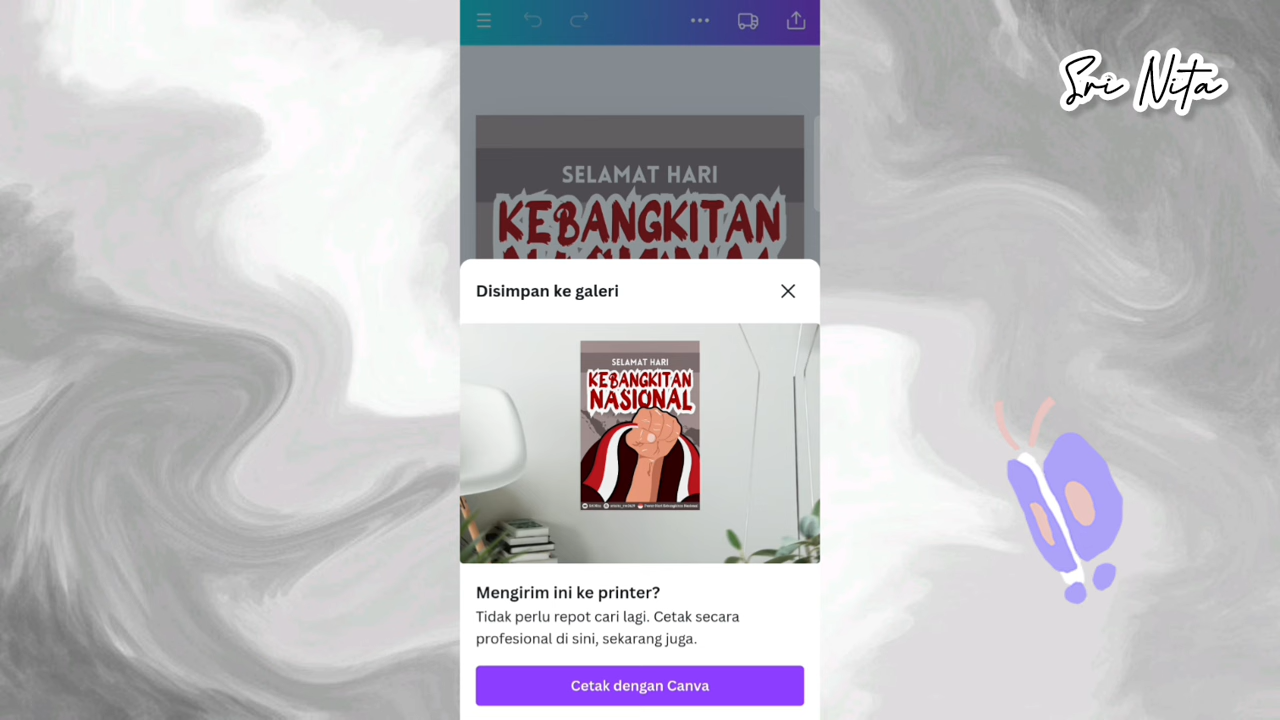 Sri Nita
SELAMAT HARI
KEBANGKITAN
NASIONAL
Disimpan ke galeri
SELAMAT HARI
KEBANGKITAN
NASIONAL
Mengirim ini ke printer?
Tidak perlu repot cari lagi. Cetak secara
profesional di sini, sekarang juga.
Cetak dengan Canva